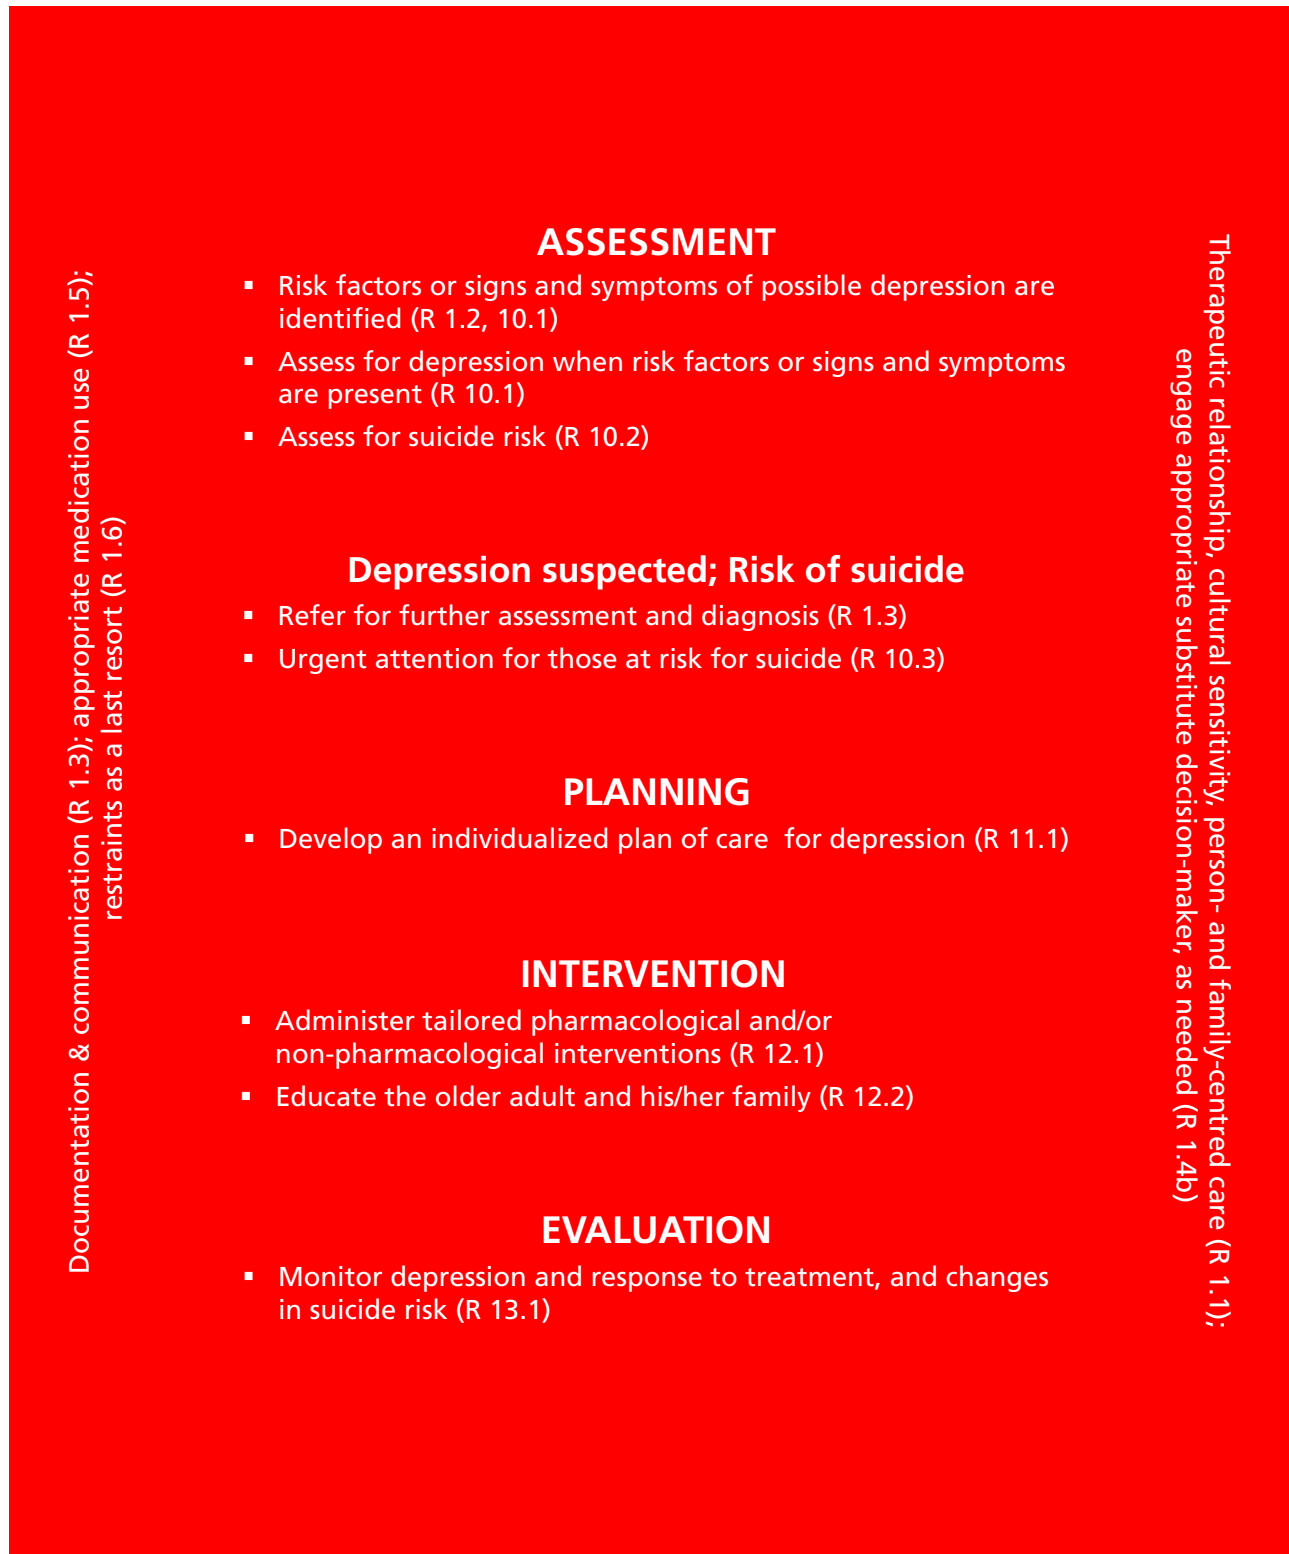 ASSESSMENT
▪ Risk factors or signs and symptoms of possible depression are
identified (R 1.2, 10.1)
▪ Assess for depression when risk factors or signs and symptoms
are present (R 10.1)
▪ Assess for suicide risk (R 10.2)
Depression suspected; Risk of suicide
▪ Refer for further assessment and diagnosis (R 1.3)
▪ Urgent attention for those at risk for suicide (R 10.3)
PLANNING
▪ Develop an individualized plan of care  for depression (R 11.1)
INTERVENTION
▪ Administer tailored pharmacological and/or
non-pharmacological interventions (R 12.1)
▪ Educate the older adult and his/her family (R 12.2)
EVALUATION
▪ Monitor depression and response to treatment, and changes
in suicide risk (R 13.1)
Documentation & communication (R 1.3); appropriate medication use (R 1.5);
restraints as a last resort (R 1.6)
Therapeutic relationship, cultural sensitivity, person- and family-centred care (R 1.1);
engage appropriate substitute decision-maker, as needed (R 1.4b)